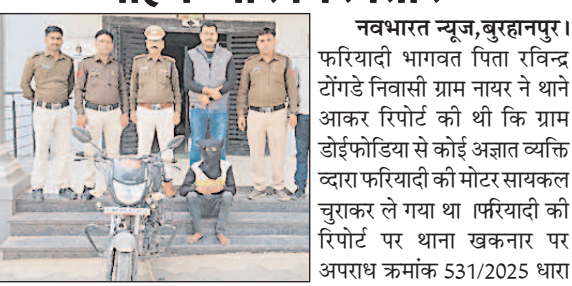 नवभारत न्यूज,बुरहानपुर।
फरियादी भागवत पिता रविन्द्र
टोंगडे निवासी ग्राम नायर ने थाने
आकर रिपोर्ट की थी कि ग्राम
डोईफोडिया से कोई अज्ञात व्यक्ति
व्दारा फरियादी की मोटर सायकल
चुराकर ले गया था ।फरियादी की
रिपोर्ट पर थाना खकनार पर
अपराध क्रमांक 531/2025 धारा